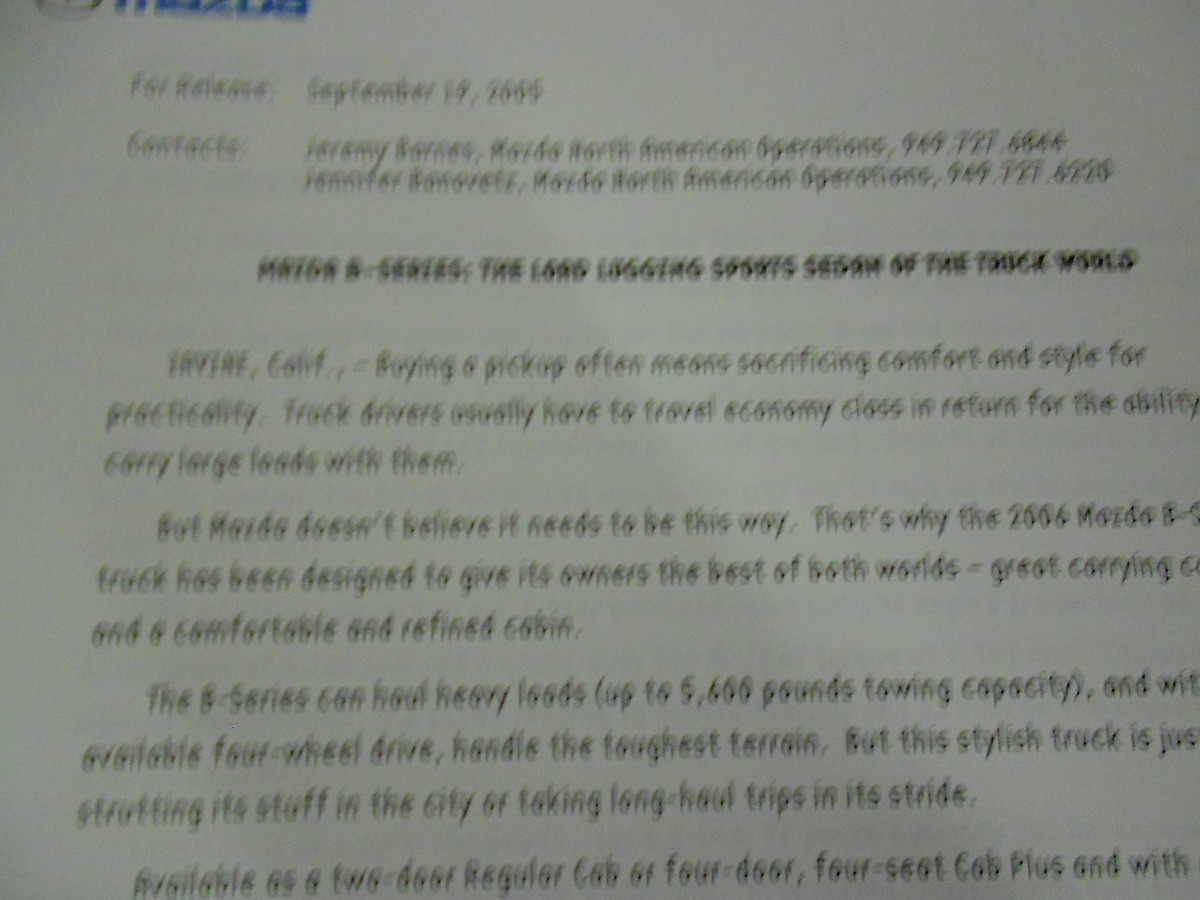 mazda
For Release: September 19, 2005
Contacts: Jeremy Barnes, Mazda North American Operations, 949.727.6844
Jennifer Mazda North American Operations,
MAZDA B-SERIES: THE LOAD LUGGING SPORTS SEDAN OF THE TRUCK WORLD
IRVINE, Calif., – Buying a pickup often means sacrificing comfort and style for
practicality. Truck drivers usually have to travel economy class in return for the ability
carry large loads with them.
But Mazda doesn't believe it needs to be this way. That's why the 2006 Mazda B-S
truck has been designed to give its owners the best of both worlds – great carrying
and a comfortable and refined cabin.
The B-Series can haul heavy loads (up to 5,600 pounds towing capacity), and wit
available four-wheel drive, handle the toughest terrain. But this stylish truck is jus
strutting its stuff in the city or taking long-haul trips in its stride.
Available as a two-door Regular Cab or four-door, four-seat Cab Plus and with